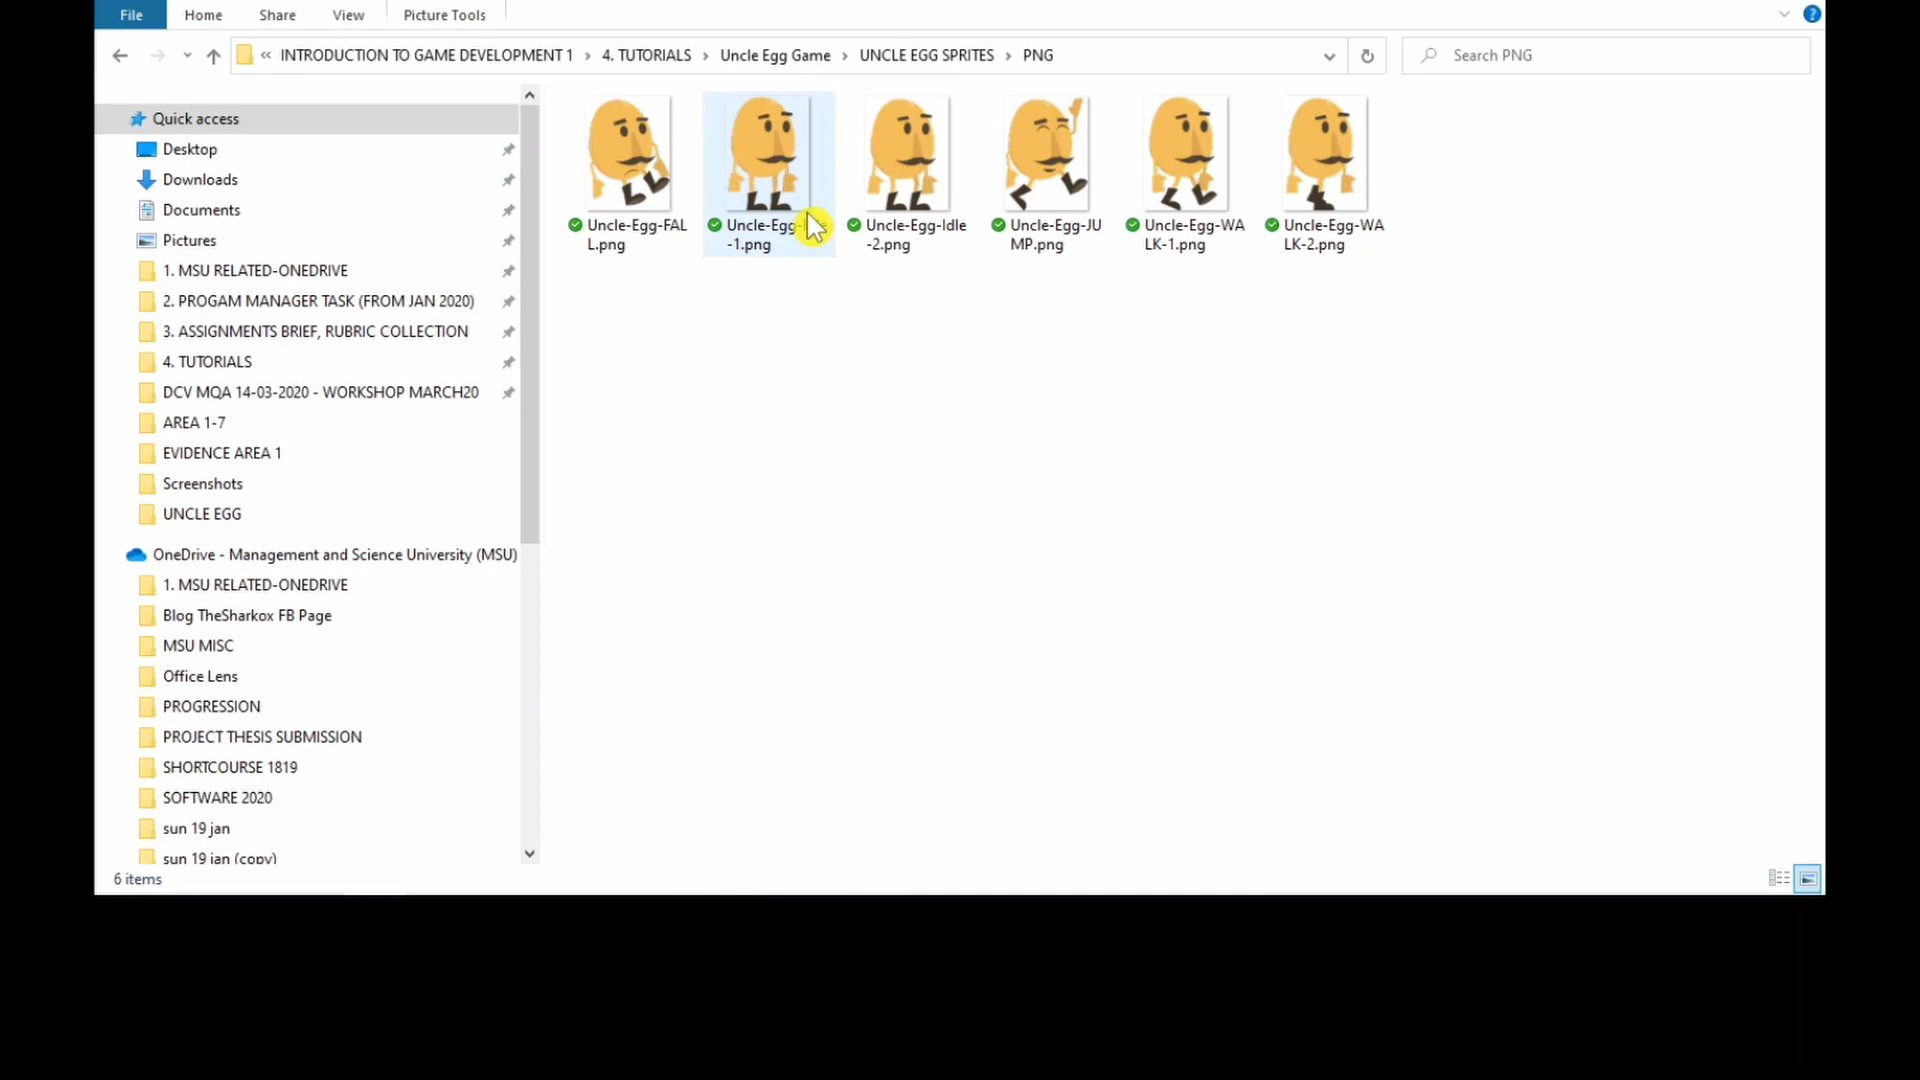 File Home Share View Picture Tools
« INTRODUCTION TO GAME DEVELOPMENT 1 › 4. TUTORIALS › Uncle Egg Game › UNCLE EGG SPRITES › PNG
Search PNG
Quick access
Desktop
Downloads
Documents
Pictures
1. MSU RELATED-ONEDRIVE
2. PROGAM MANAGER TASK (FROM JAN 2020)
3. ASSIGNMENTS BRIEF, RUBRIC COLLECTION
4. TUTORIALS
DCV MQA 14-03-2020 - WORKSHOP MARCH20
AREA 1-7
EVIDENCE AREA 1
Screenshots
UNCLE EGG
OneDrive - Management and Science University (MSU)
1. MSU RELATED-ONEDRIVE
Blog TheSharkox FB Page
MSU MISC
Office Lens
PROGRESSION
PROJECT THESIS SUBMISSION
SHORTCOURSE 1819
SOFTWARE 2020
sun 19 jan
sun 19 jan (copy)
Uncle-Egg-FAL
L.png
Uncle-Egg-
-1.png
Uncle-Egg-Idle
-2.png
Uncle-Egg-JU
MP.png
Uncle-Egg-WA
LK-1.png
Uncle-Egg-WA
LK-2.png
6 items